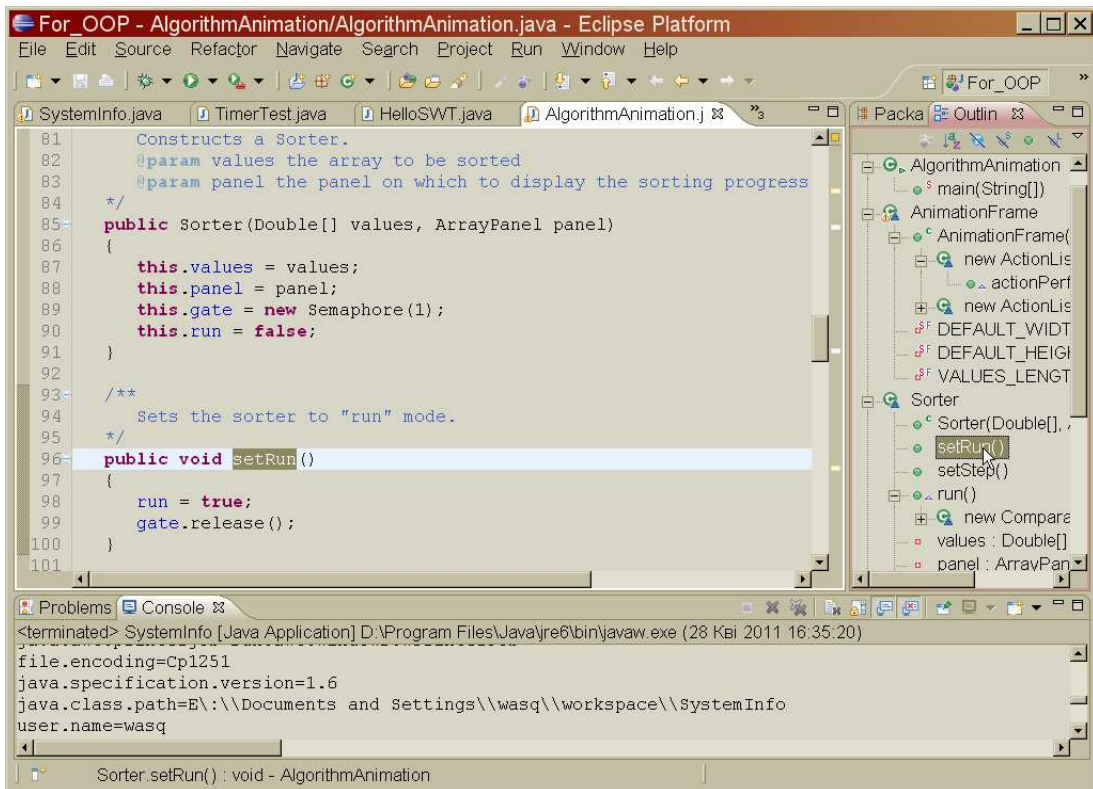 For_OOP - AlgorithmAnimation/AlgorithmAnimation.java - Eclipse Platform
File Edit Source Refactor Navigate Search Project Run Window Help
For_OOP »
SystemInfo.java TimerTest.java HelloSWT.java AlgorithmAnimation.j »3
81 Constructs a Sorter.
82 @param values the array to be sorted
83 @param panel the panel on which to display the sorting progress
84 */
85 public Sorter(Double[] values, ArrayPanel panel)
86 {
87 this.values = values;
88 this.panel = panel;
89 this.gate = new Semaphore(1);
90 this.run = false;
91 }
92
93 /**
94 Sets the sorter to "run" mode.
95 */
96 public void setRun()
97 {
98 run = true;
99 gate.release();
100 }
101
Packa Outlin
AlgorithmAnimation
main(String[])
AnimationFrame
AnimationFrame(
new ActionLis
actionPerf
new ActionLis
DEFAULT_WIDT
DEFAULT_HEIGH
VALUES_LENGT
Sorter
Sorter(Double[],
setRun()
setStep()
run()
new Compara
values : Double[]
panel : ArrayPan
Problems Console
<terminated> SystemInfo [Java Application] D:\Program Files\Java\jre6\bin\javaw.exe (28 Кві 2011 16:35:20)
file.encoding=Cp1251
java.specification.version=1.6
java.class.path=E\:\\Documents and Settings\\wasq\\workspace\\SystemInfo
user.name=wasq
Sorter.setRun() : void - AlgorithmAnimation